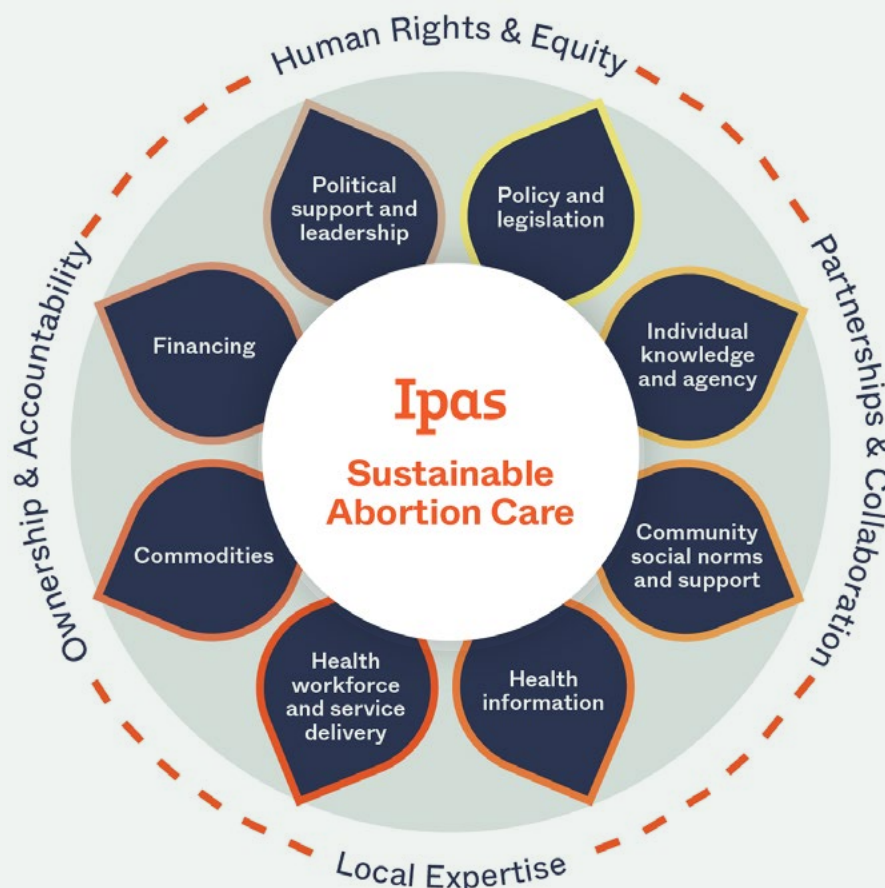 Human Rights & Equity
Partnerships & Collaboration
Local Expertise
Ownership & Accountability
Ipas
Sustainable
Abortion Care
Political
support and
leadership
Policy and
legislation
Individual
knowledge
and agency
Community
social norms
and support
Health
information
Health
workforce
and service
delivery
Commodities
Financing